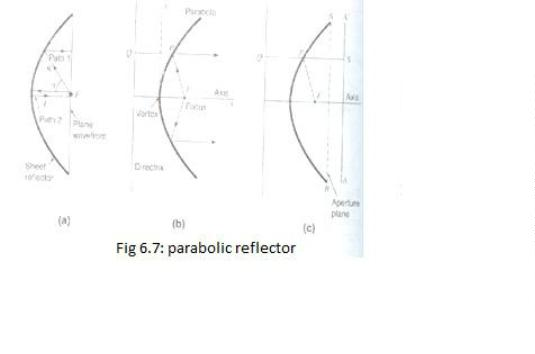 Path 1
F
Path 2
Plane
wavefront
Sheet
reflector
(a)
Parabola
P
Axis
Focus
Vertex
Directrix
(b)
P
S
Axis
Aperture
plane
(c)
Fig 6.7: parabolic reflector